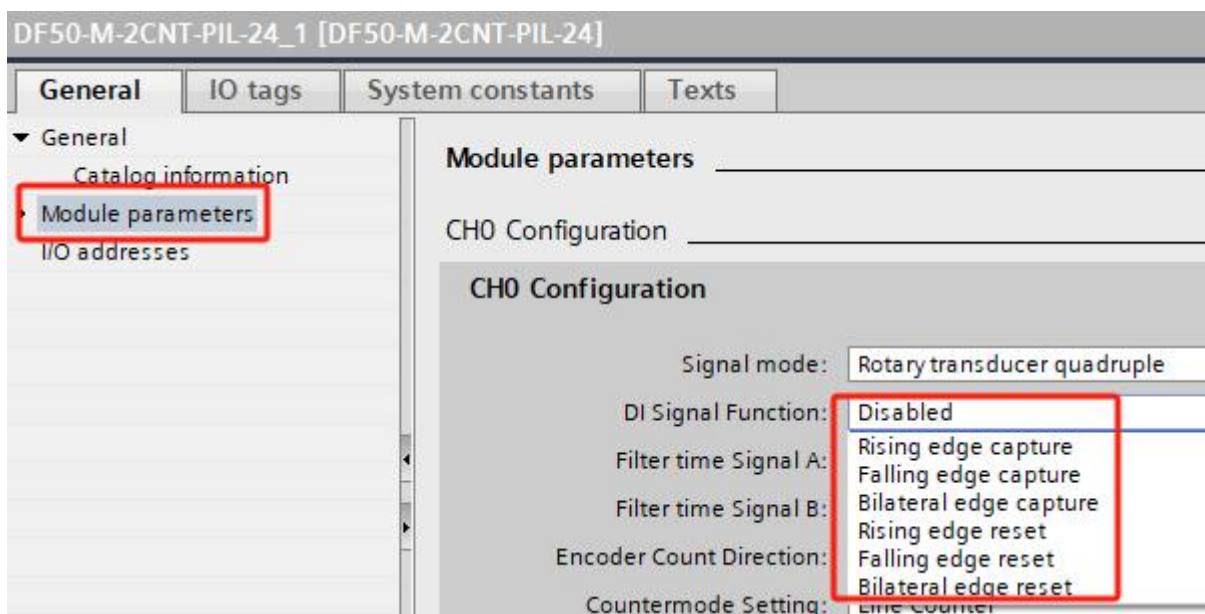 DF50-M-2CNT-PIL-24_1 [DF50-M-2CNT-PIL-24]
General IO tags System constants Texts
General
Catalog information
Module parameters
I/O addresses
Module parameters
CH0 Configuration
CH0 Configuration
Signal mode: Rotary transducer quadruple
DI Signal Function: Disabled
Rising edge capture
Filter time Signal A:
Falling edge capture
Bilateral edge capture
Filter time Signal B:
Rising edge reset
Encoder Count Direction:
Falling edge reset
Bilateral edge reset
Countermode Setting: Line Counter